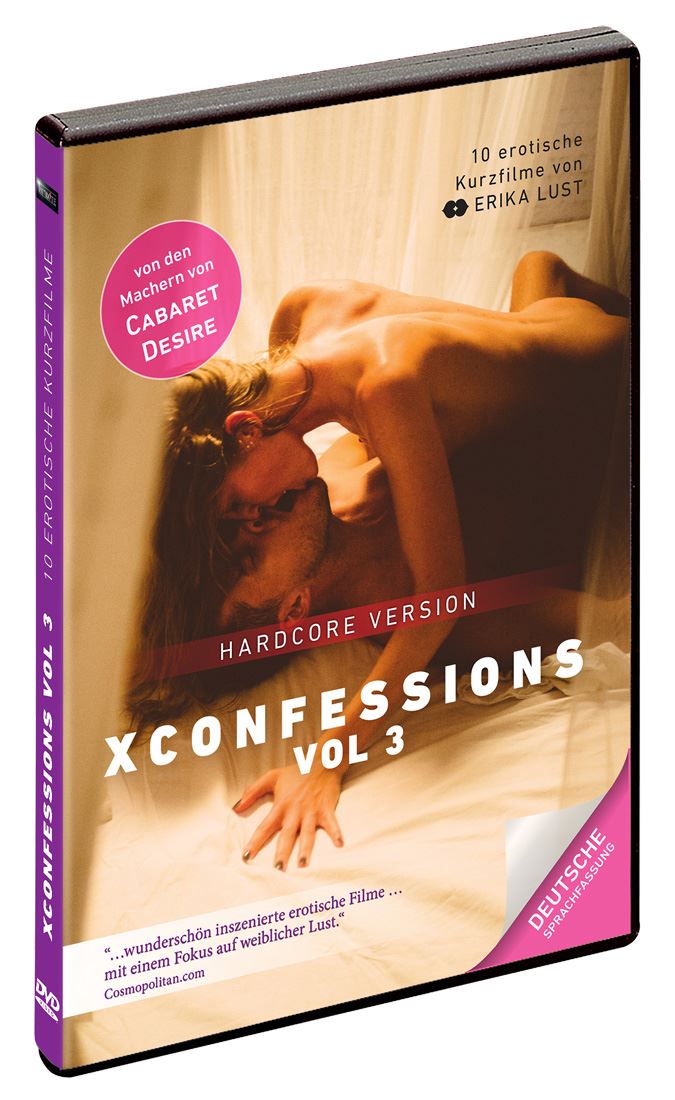 10 erotische
Kurzfilme von
ERIKA LUST
von den
Machern von
CABARET
DESIRE
HARDCORE VERSION
XCONFESSIONS
VOL 3
DEUTSCHE
SPRACHFASSUNG
“…wunderschön inszenierte erotische Filme …
mit einem Fokus auf weiblicher Lust.“
Cosmopolitan.com
XCONFESSIONS VOL 3 10 EROTISCHE KURZFILME
DVD
VIDEO